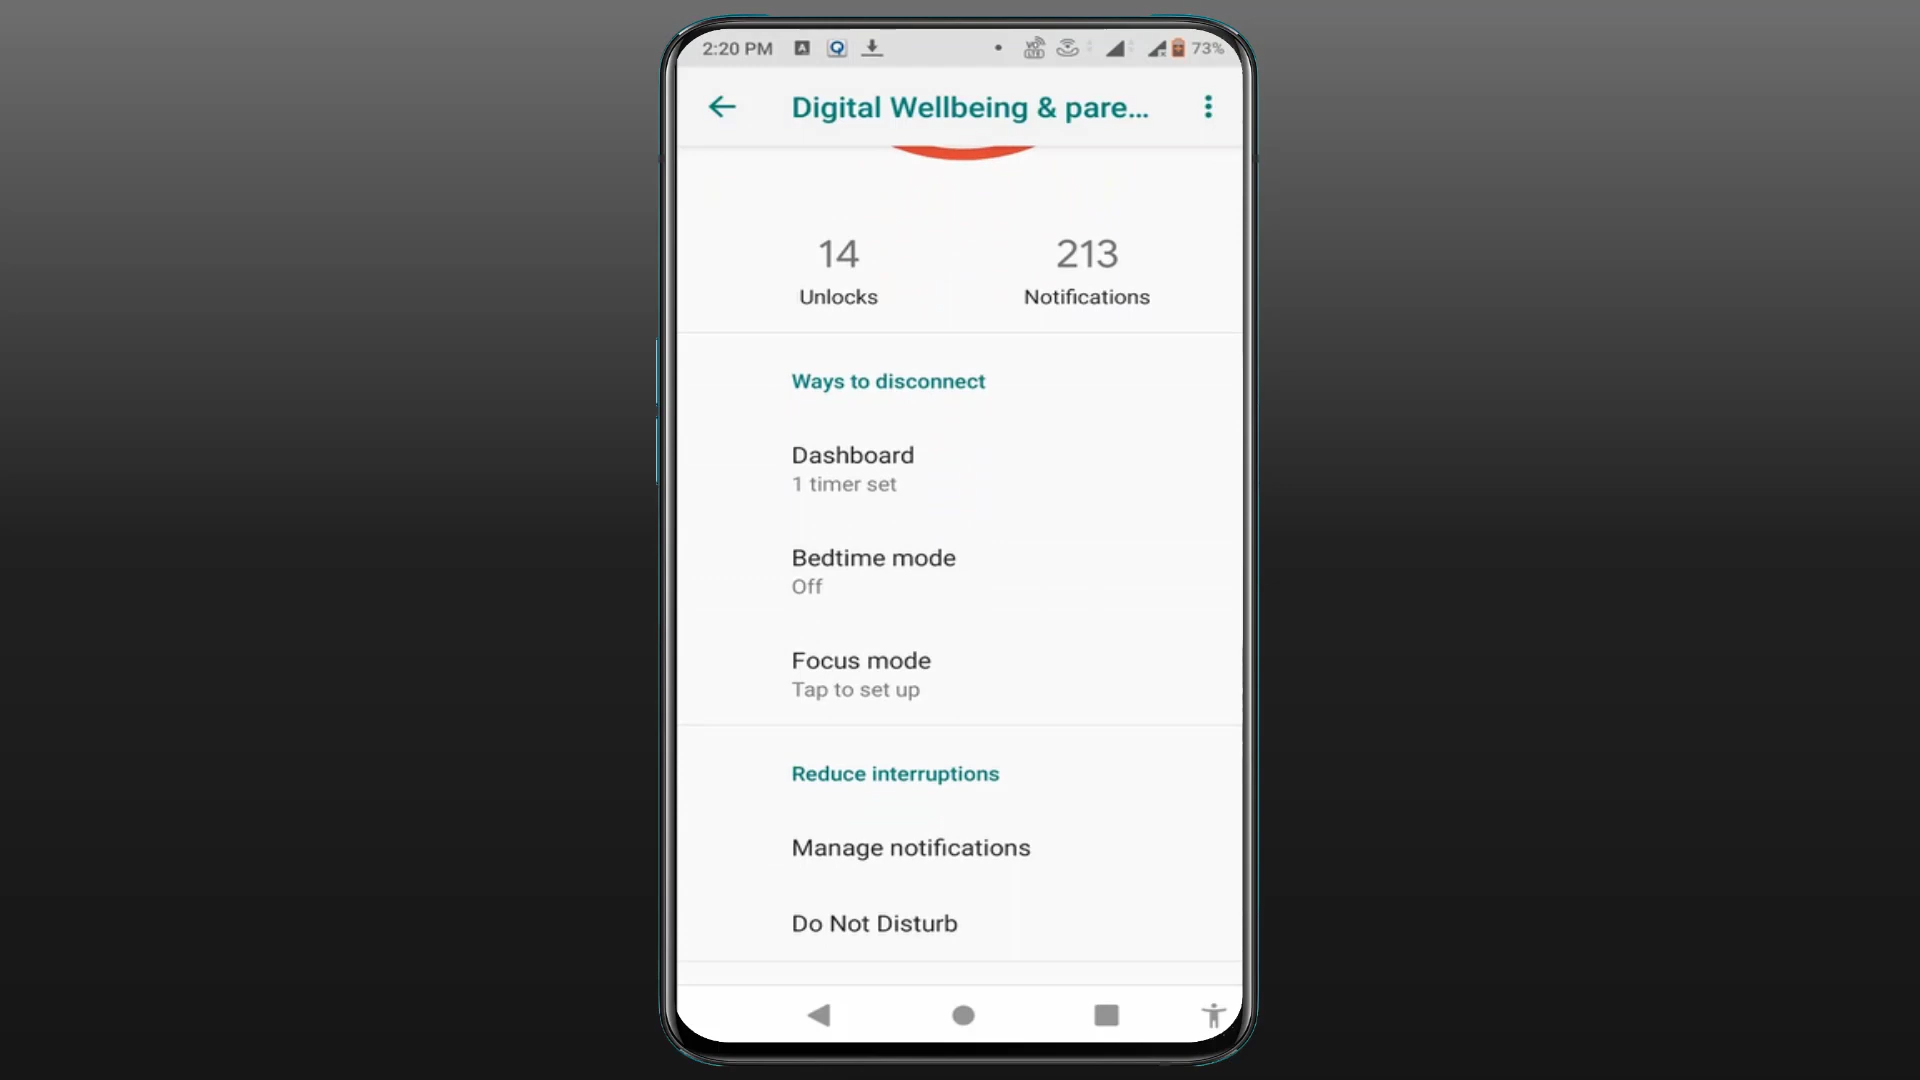 2:20 PM 73%
Digital Wellbeing & pare...
14 213
Unlocks Notifications
Ways to disconnect
Dashboard
1 timer set
Bedtime mode
Off
Focus mode
Tap to set up
Reduce interruptions
Manage notifications
Do Not Disturb